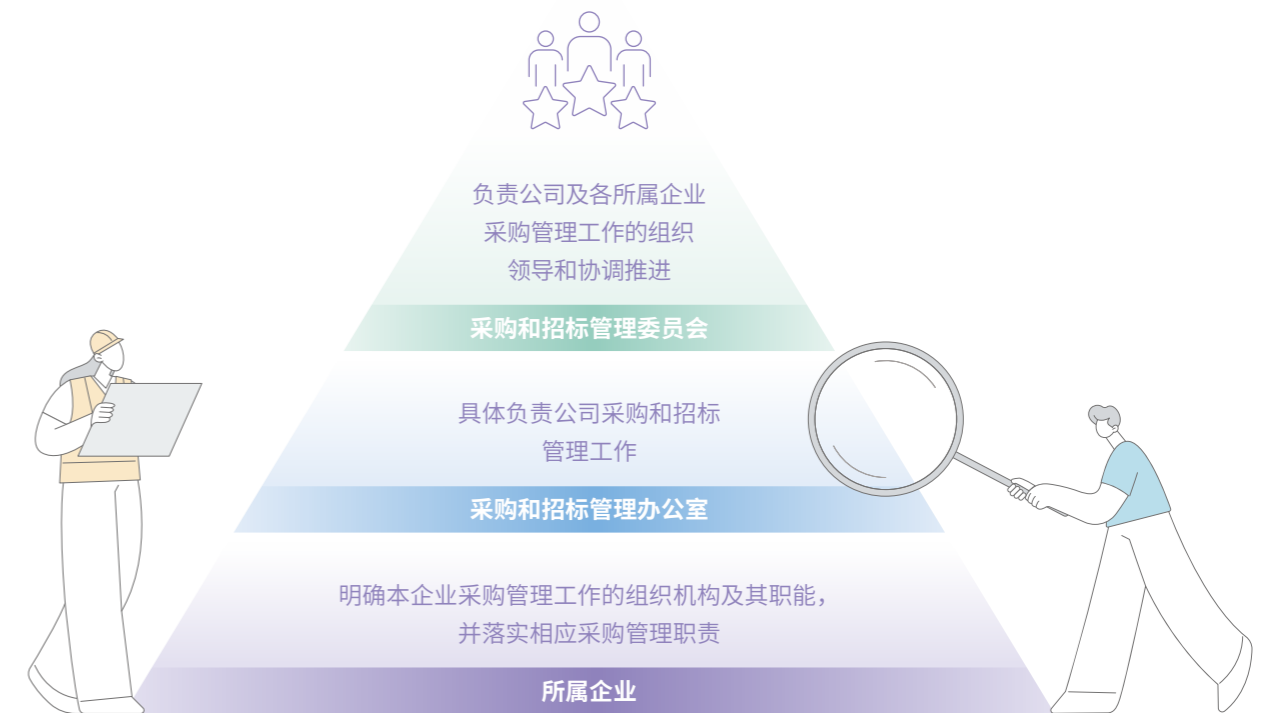 负责公司及各所属企业
采购管理工作的组织
领导和协调推进
采购和招标管理委员会
具体负责公司采购和招标
管理工作
采购和招标管理办公室
明确本企业采购管理工作的组织机构及其职能，
并落实相应采购管理职责
所属企业